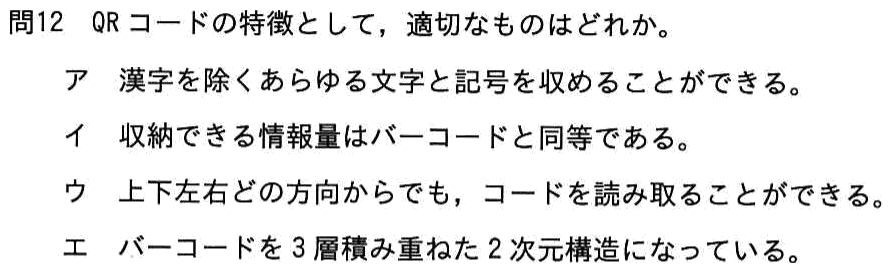 問12 QRコードの特徴として，適切なものはどれか。
ア 漢字を除くあらゆる文字と記号を収めることができる。
イ 収納できる情報量はバーコードと同等である。
ウ 上下左右どの方向からでも，コードを読み取ることができる。
エ バーコードを3層積み重ねた2次元構造になっている。